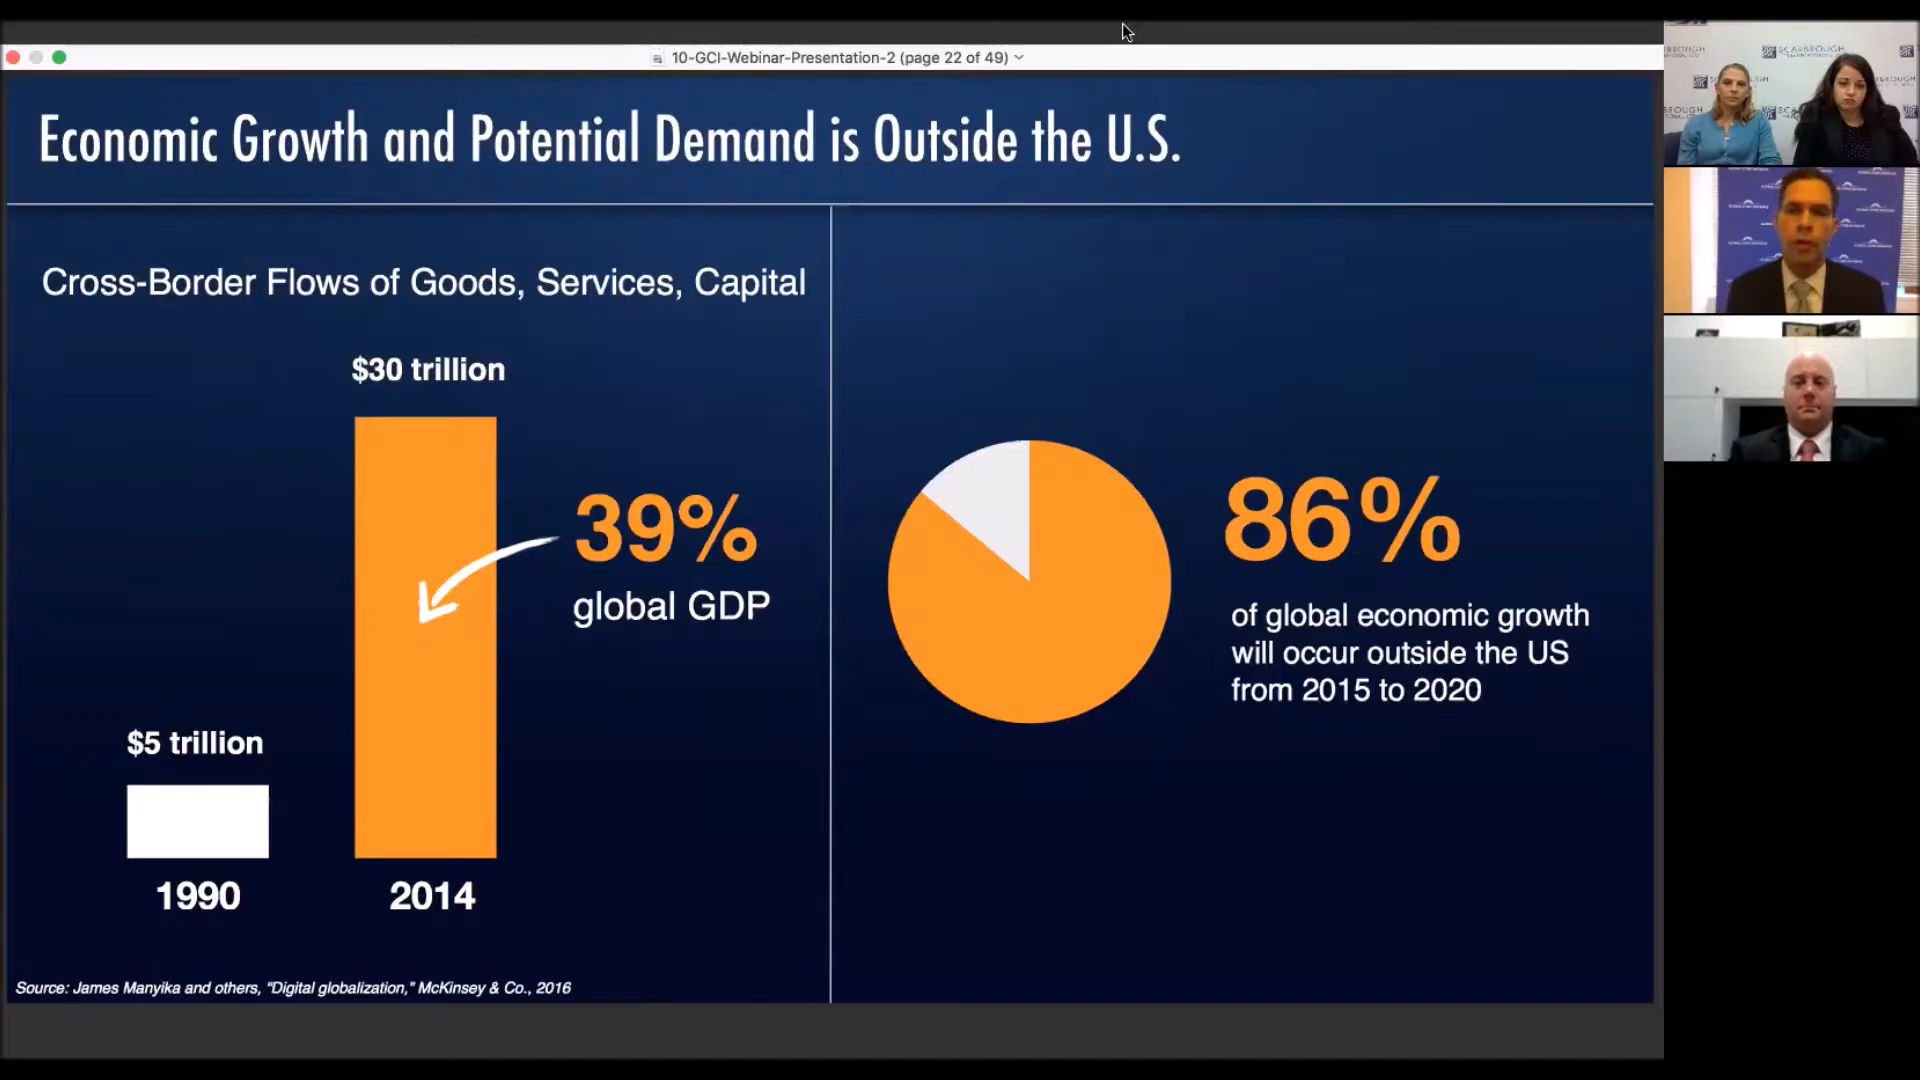 10-GCI-Webinar-Presentation-2 (page 22 of 49)
Economic Growth and Potential Demand is Outside the U.S.
Cross-Border Flows of Goods, Services, Capital
$30 trillion
39%
global GDP
$5 trillion
1990
2014
Source: James Manyika and others, "Digital globalization," McKinsey & Co., 2016
86%
of global economic growth
will occur outside the US
from 2015 to 2020
SCARBROUGH